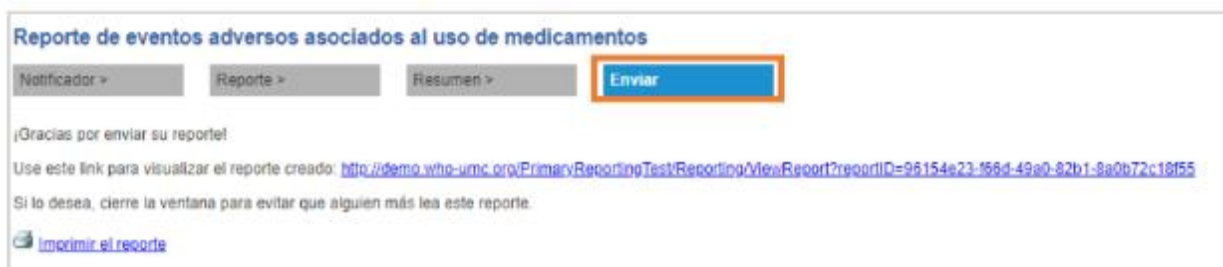 Reporte de eventos adversos asociados al uso de medicamentos
Notificador > Reporte > Resumen > Enviar
¡Gracias por enviar su reporte!
Use este link para visualizar el reporte creado: http://demo.who-umc.org/PrimaryReportingTest/Reporting/ViewReport?reportID=96154e23-f66d-49a0-82b1-8a0b72c18f55
Si lo desea, cierre la ventana para evitar que alguien más lea este reporte.
Imprimir el reporte